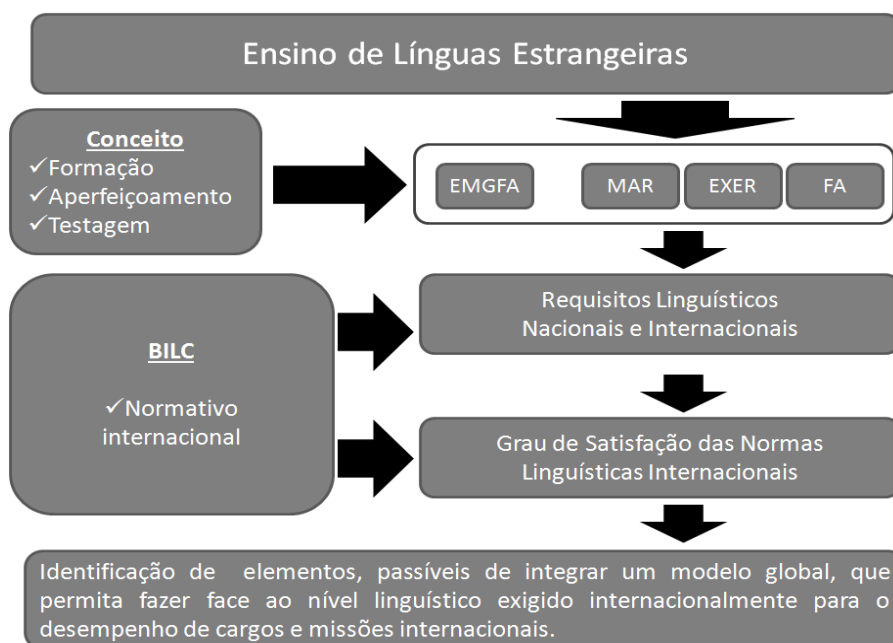 Ensino de Línguas Estrangeiras
Conceito
✓Formação
✓Aperfeiçoamento
✓Testagem
EMGFA
MAR
EXER
FA
Requisitos Linguísticos
Nacionais e Internacionais
BILC
✓Normativo
internacional
Grau de Satisfação das Normas
Linguísticas Internacionais
Identificação de elementos, passíveis de integrar um modelo global, que
permita fazer face ao nível linguístico exigido internacionalmente para o
desempenho de cargos e missões internacionais.